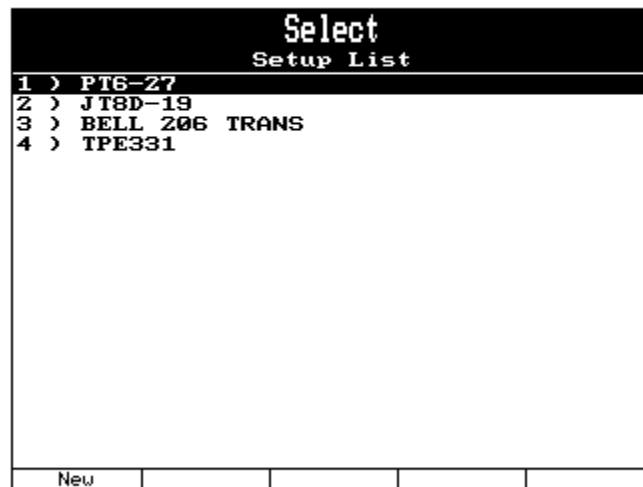 Select
Setup List
1 ) PT6-27
2 ) JT8D-19
3 ) BELL 206 TRANS
4 ) TPE331
New